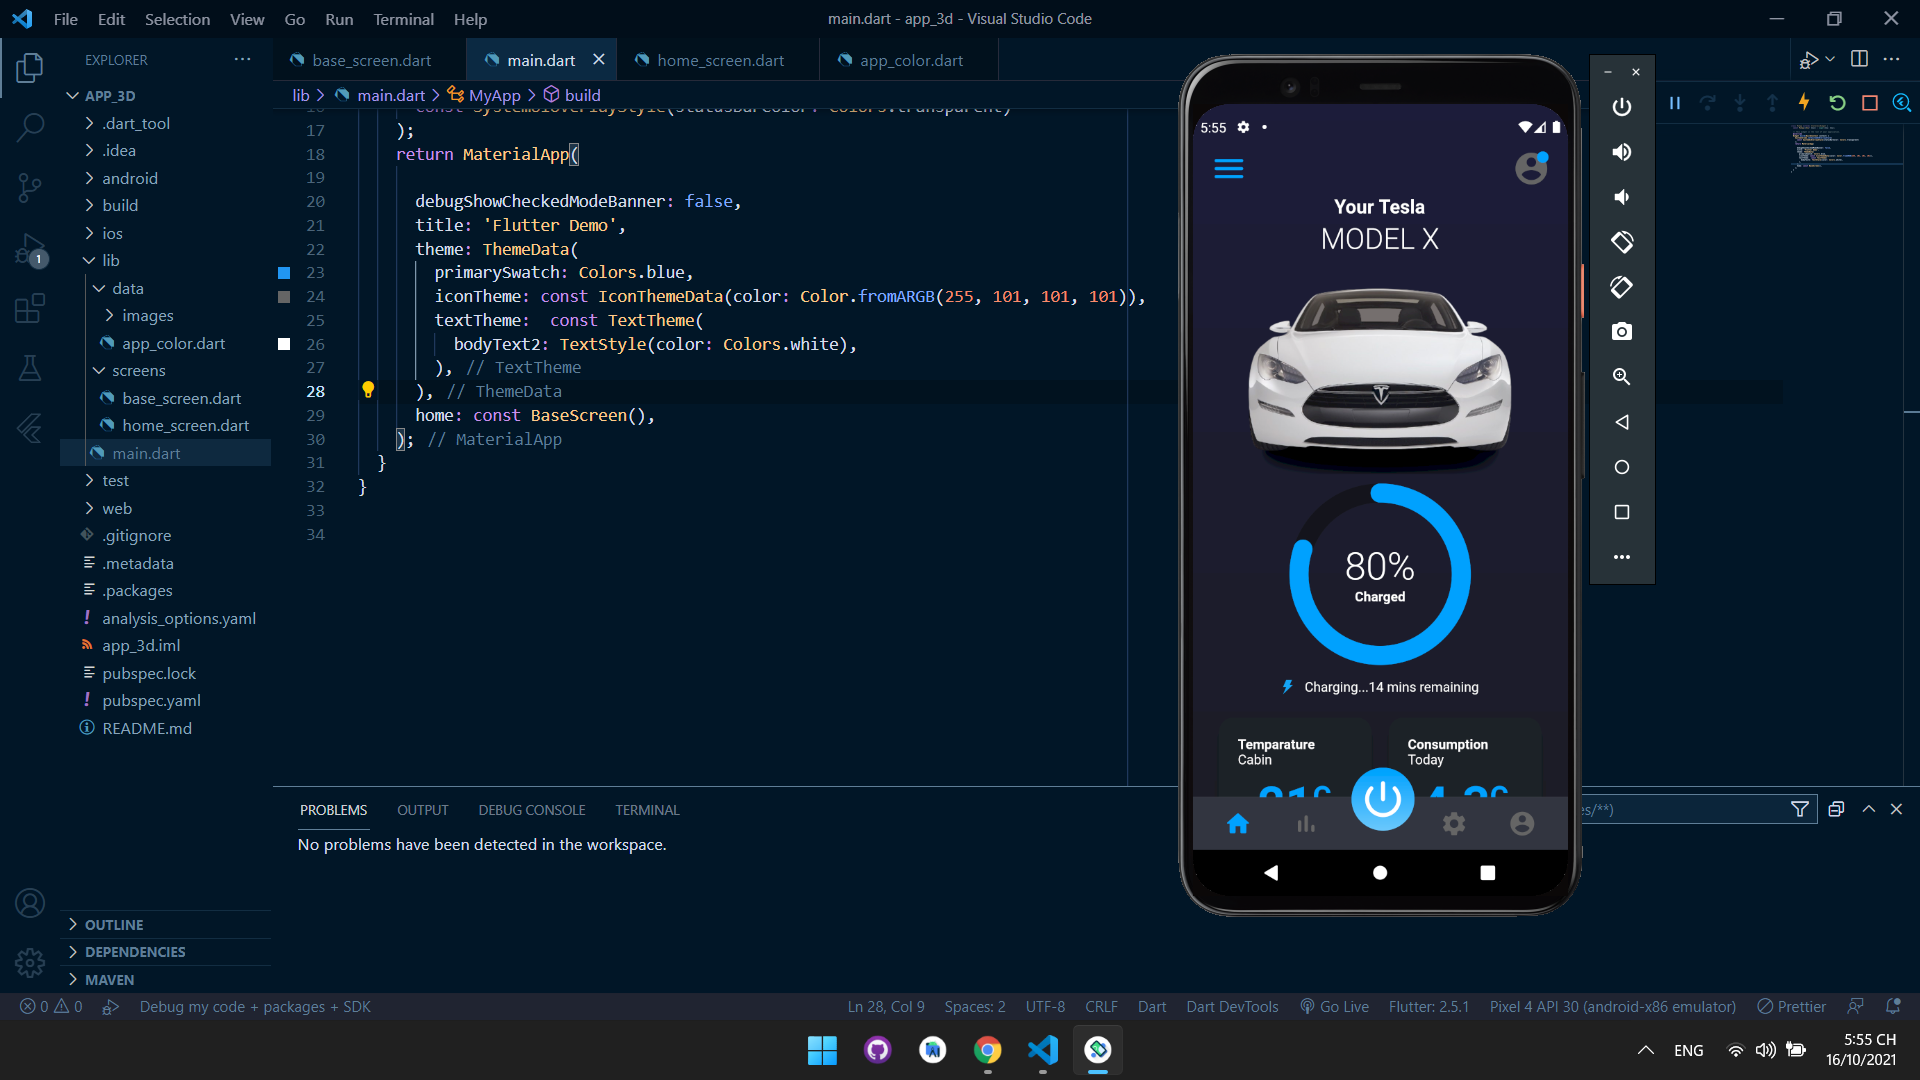 File Edit Selection View Go Run Terminal Help
main.dart - app_3d - Visual Studio Code
EXPLORER
APP_3D
.dart_tool
.idea
android
build
ios
lib
data
images
app_color.dart
screens
base_screen.dart
home_screen.dart
main.dart
test
web
.gitignore
.metadata
.packages
analysis_options.yaml
app_3d.iml
pubspec.lock
pubspec.yaml
README.md
OUTLINE
DEPENDENCIES
MAVEN
1
base_screen.dart main.dart home_screen.dart app_color.dart
lib main.dart MyApp build
17 );
18 return MaterialApp(
19
20 debugShowCheckedModeBanner: false,
21 title: 'Flutter Demo',
22 theme: ThemeData(
23 primarySwatch: Colors.blue,
24 iconTheme: const IconThemeData(color: Color.fromARGB(255, 101, 101, 101)),
25 textTheme:  const TextTheme(
26 bodyText2: TextStyle(color: Colors.white),
27 ), // TextTheme
28 ), // ThemeData
29 home: const BaseScreen(),
30 ); // MaterialApp
31 }
32 }
33
34
PROBLEMS OUTPUT DEBUG CONSOLE TERMINAL
es/**)
No problems have been detected in the workspace.
5:55
Your Tesla
MODEL X
80%
Charged
Charging...14 mins remaining
Temparature
Cabin
Consumption
Today
0 0 Debug my code + packages + SDK
Ln 28, Col 9 Spaces: 2 UTF-8 CRLF Dart Dart DevTools Go Live Flutter: 2.5.1 Pixel 4 API 30 (android-x86 emulator) Prettier
ENG
5:55 CH
16/10/2021